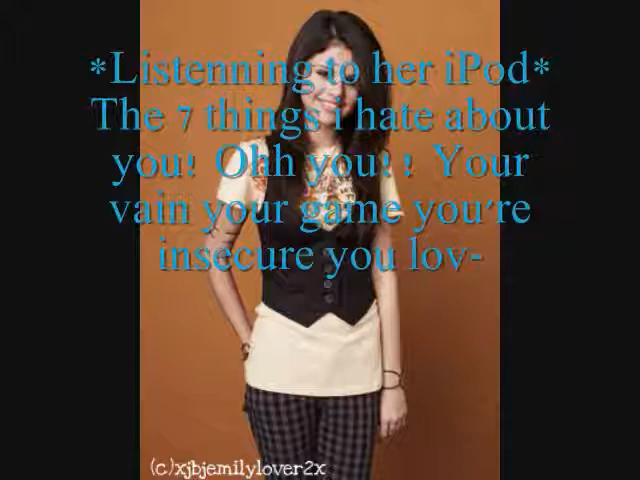 *Listenning to her iPod*
The 7 things i hate about
you! Ohh you!! Your
vain your game you're
insecure you lov-
(c)xjbjemilylover2x